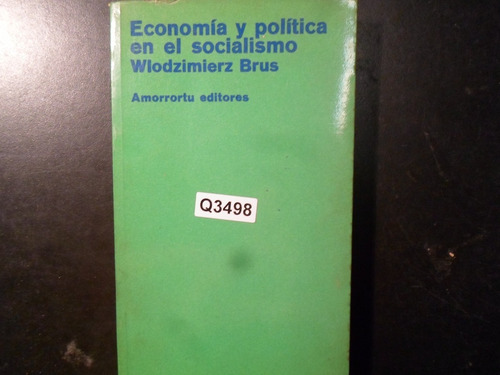 Economía y política
en el socialismo
Wlodzimierz Brus
Amorrortu editores
Q3498